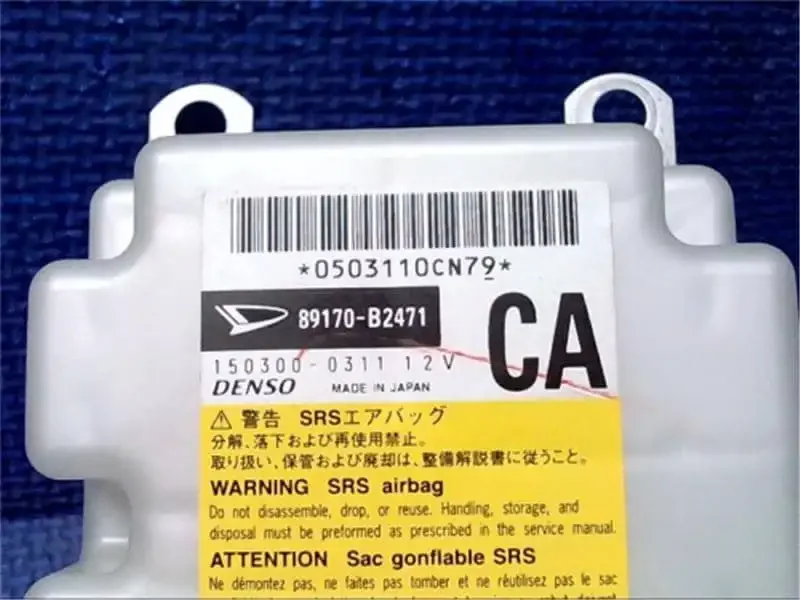 *0503110CN79*
89170-B2471
CA
150300-0311 12V
DENSO MADE IN JAPAN
⚠ 警告 SRSエアバッグ
分解、落下および再使用禁止。
取り扱い、保管および廃却は、整備解説書に従うこと。
WARNING SRS airbag
Do not disassemble, drop, or reuse. Handling, storage, and
disposal must be preformed as prescribed in the service manual.
ATTENTION Sac gonflable SRS
Ne démontez pas, ne faites pas tomber et ne réutilisez pas le sac